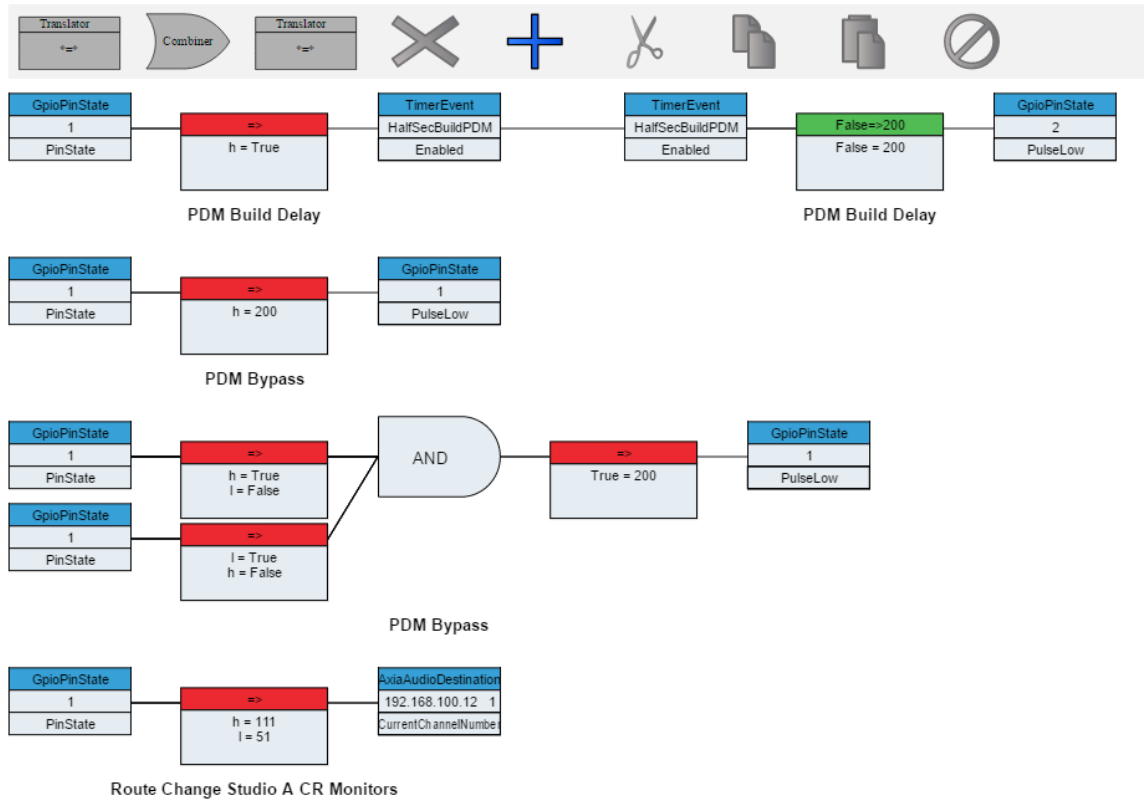 Translator
*=*
Combiner
Translator
*=*
GpioPinState
1
PinState
=>
h = True
TimerEvent
HalfSecBuildPDM
Enabled
TimerEvent
HalfSecBuildPDM
Enabled
False=>200
False = 200
GpioPinState
2
PulseLow
PDM Build Delay
PDM Build Delay
GpioPinState
1
PinState
=>
h = 200
GpioPinState
1
PulseLow
PDM Bypass
GpioPinState
1
PinState
=>
h = True
l = False
GpioPinState
1
PinState
=>
l = True
h = False
AND
=>
True = 200
GpioPinState
1
PulseLow
PDM Bypass
GpioPinState
1
PinState
=>
h = 111
l = 51
AxiaAudioDestination
192.168.100.12 1
CurrentChannelNumber
Route Change Studio A CR Monitors